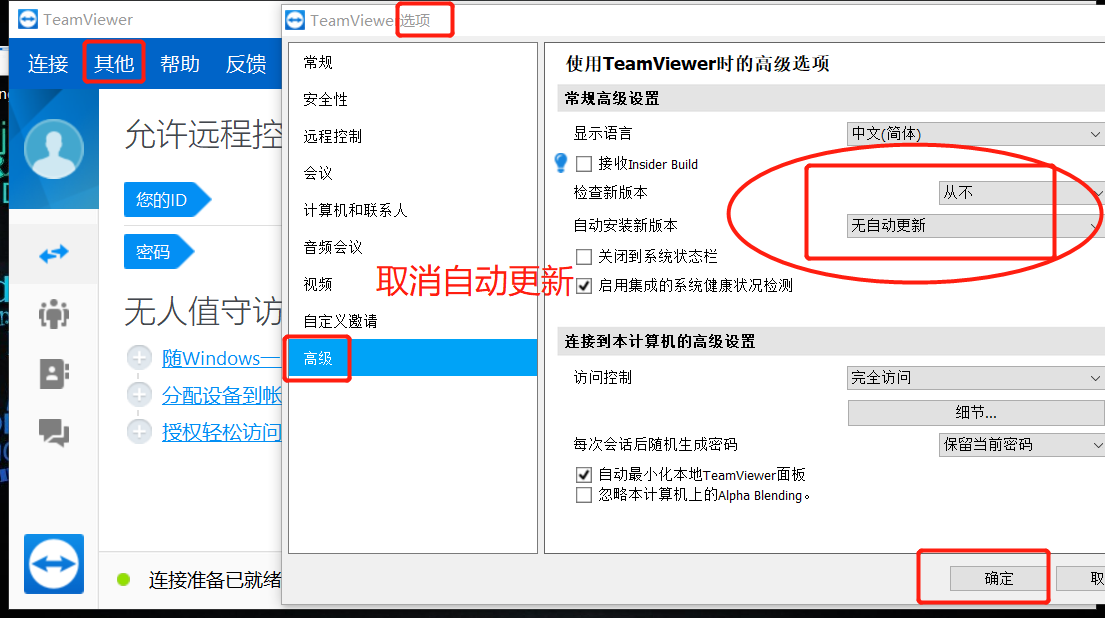 TeamViewer
连接 其他 帮助 反馈
允许远程控
您的ID
密码
无人值守访
随Windows一
分配设备到帐
授权轻松访问
连接准备已就绪
TeamViewer 选项
常规
安全性
远程控制
会议
计算机和联系人
音频会议
视频
自定义邀请
高级
取消自动更新
使用TeamViewer时的高级选项
常规高级设置
显示语言 中文(简体)
接收Insider Build
检查新版本 从不
自动安装新版本 无自动更新
关闭到系统状态栏
启用集成的系统健康状况检测
连接到本计算机的高级设置
访问控制 完全访问
细节...
每次会话后随机生成密码 保留当前密码
自动最小化本地TeamViewer面板
忽略本计算机上的Alpha Blending。
确定 取